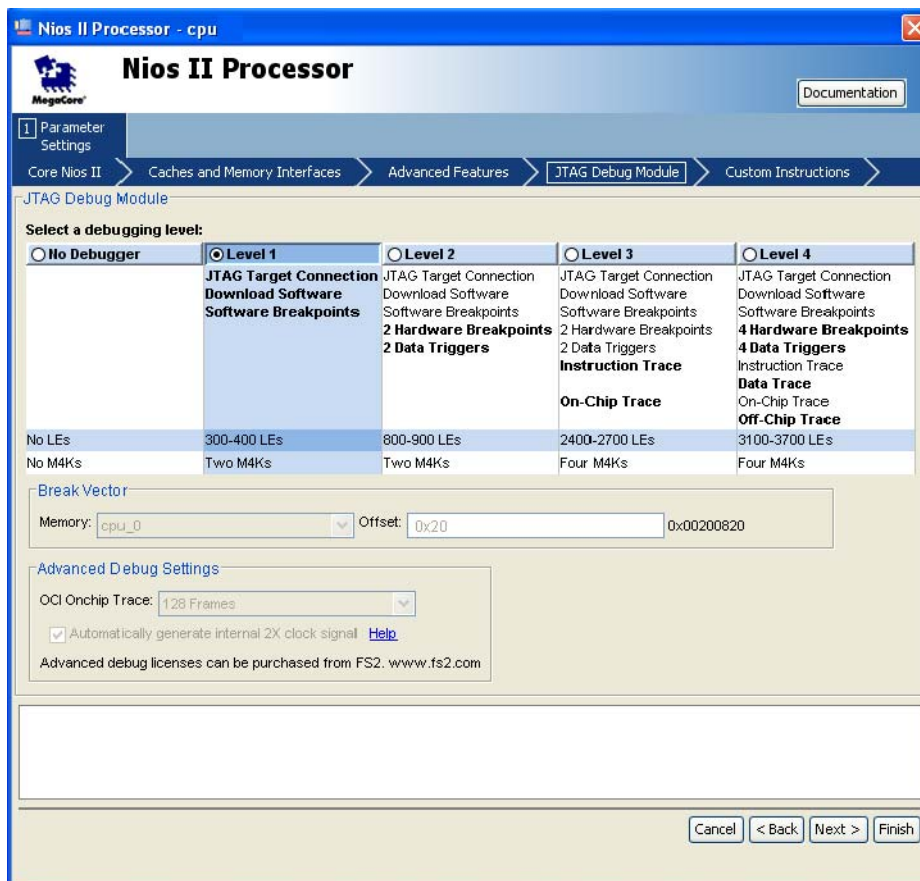 Nios II Processor - cpu
Nios II Processor
MegaCore®
Documentation
1 Parameter
Settings
Core Nios II
Caches and Memory Interfaces
Advanced Features
JTAG Debug Module
Custom Instructions
JTAG Debug Module
Select a debugging level:
No Debugger
Level 1
JTAG Target Connection
Download Software
Software Breakpoints
Level 2
JTAG Target Connection
Download Software
Software Breakpoints
2 Hardware Breakpoints
2 Data Triggers
Level 3
JTAG Target Connection
Download Software
Software Breakpoints
2 Hardware Breakpoints
2 Data Triggers
Instruction Trace
On-Chip Trace
Level 4
JTAG Target Connection
Download Software
Software Breakpoints
4 Hardware Breakpoints
4 Data Triggers
Instruction Trace
Data Trace
On-Chip Trace
Off-Chip Trace
No LEs 300-400 LEs 800-900 LEs 2400-2700 LEs 3100-3700 LEs
No M4Ks Two M4Ks Two M4Ks Four M4Ks Four M4Ks
Break Vector
Memory: cpu_0 Offset: 0x20 0x00200820
Advanced Debug Settings
OCI Onchip Trace: 128 Frames
Automatically generate internal 2X clock signal Help
Advanced debug licenses can be purchased from FS2. www.fs2.com
Cancel < Back Next > Finish